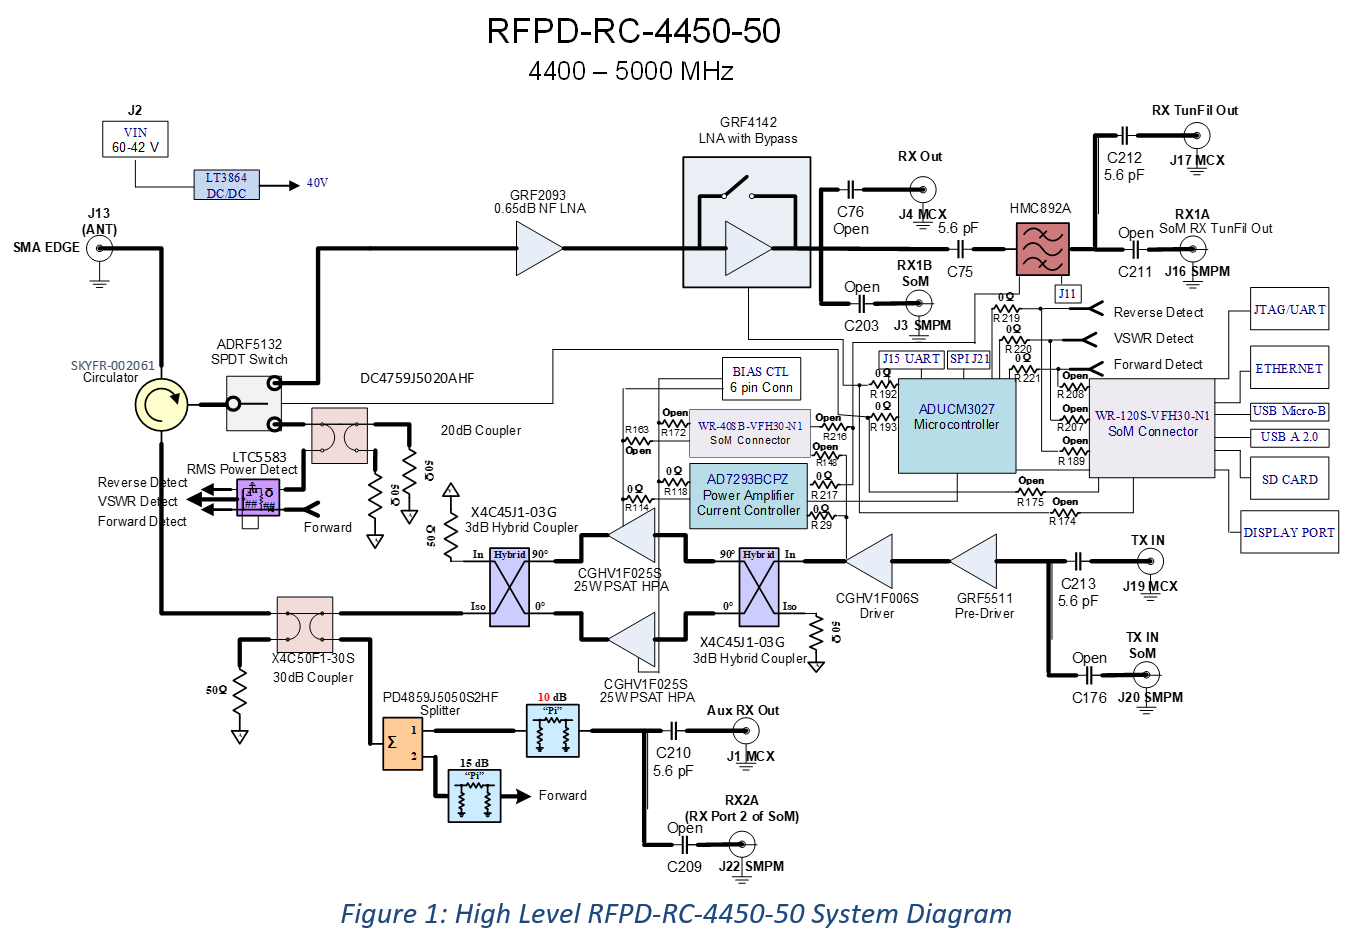 RFPD-RC-4450-50
4400 – 5000 MHz
J2
VIN
60-42 V
LT3864
DC/DC
40V
J13
(ANT)
SMA EDGE
SKYFR-002061
Circulator
ADRF5132
SPDT Switch
GRF2093
0.65dB NF LNA
GRF4142
LNA with Bypass
RX Out
C76
Open
J4 MCX
5.6 pF
C75
RX1B
SoM
Open
C203
J3 SMPM
HMC892A
J11
RX TunFil Out
C212
5.6 pF
J17 MCX
RX1A
SoM RX TunFil Out
Open
C211
J16 SMPM
0Ω
R219
0Ω
R220
0Ω
R221
Reverse Detect
VSWR Detect
Forward Detect
JTAG/UART
ETHERNET
USB Micro-B
USB A 2.0
SD CARD
DISPLAY PORT
J15 UART
SPI J21
0Ω
R192
0Ω
R193
ADUCM3027
Microcontroller
Open
R208
Open
R207
Open
R189
WR-120S-VFH30-N1
SoM Connector
Open
R175
Open
R174
BIAS CTL
6 pin Conn
DC4759J5020AHF
20dB Coupler
50Ω
50Ω
Open
R172
R163
Open
WR-40SB-VFH30-N1
SoM Connector
Open
R216
R143
0Ω
R118
0Ω
R114
AD7293BCPZ
Power Amplifier
Current Controller
0Ω
R217
0Ω
R29
LTC5583
RMS Power Detect
Reverse Detect
VSWR Detect
Forward Detect
##
##
Forward
50Ω
X4C45J1-03G
3dB Hybrid Coupler
In
Hybrid
90°
Iso
0°
CGHV1F025S
25W PSAT HPA
CGHV1F025S
25W PSAT HPA
90°
Hybrid
In
0°
Iso
50Ω
X4C45J1-03G
3dB Hybrid Coupler
CGHV1F006S
Driver
GRF5511
Pre-Driver
TX IN
C213
5.6 pF
J19 MCX
TX IN
SoM
Open
C176
J20 SMPM
X4C50F1-30S
30dB Coupler
50Ω
PD4859J5050S2HF
Splitter
Σ
1
2
10 dB
“Pi”
15 dB
“Pi”
Forward
Aux RX Out
C210
5.6 pF
J1 MCX
RX2A
(RX Port 2 of SoM)
Open
C209
J22 SMPM
Figure 1: High Level RFPD-RC-4450-50 System Diagram